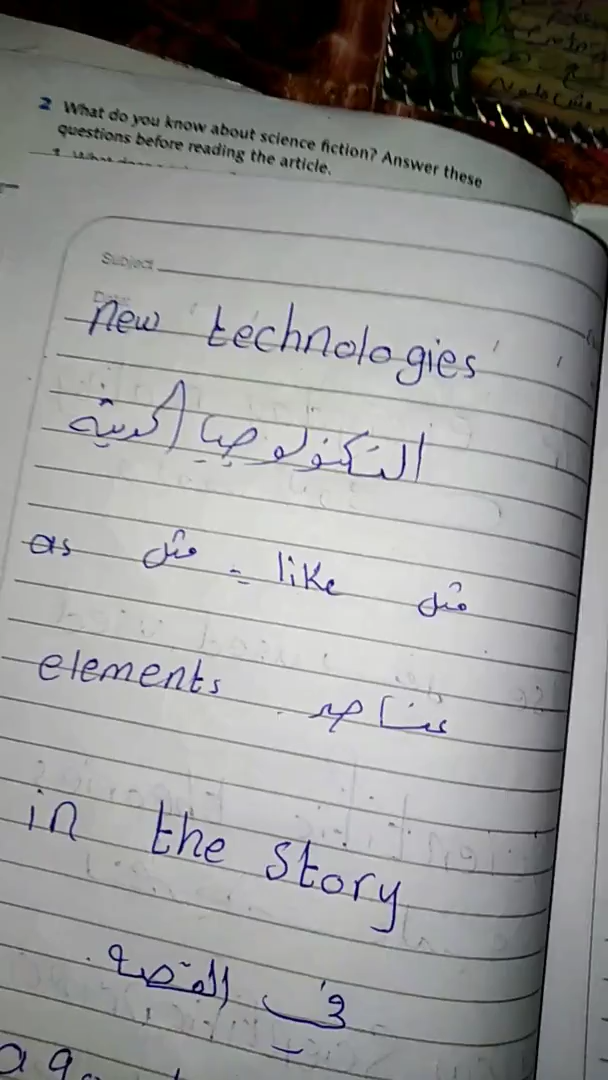 2 What do you know about science fiction? Answer these
questions before reading the article.
Subject
new technologies
التكنولوجيا الحديثة
as مثل = like مثل
elements عناصر
in the story
في القصه